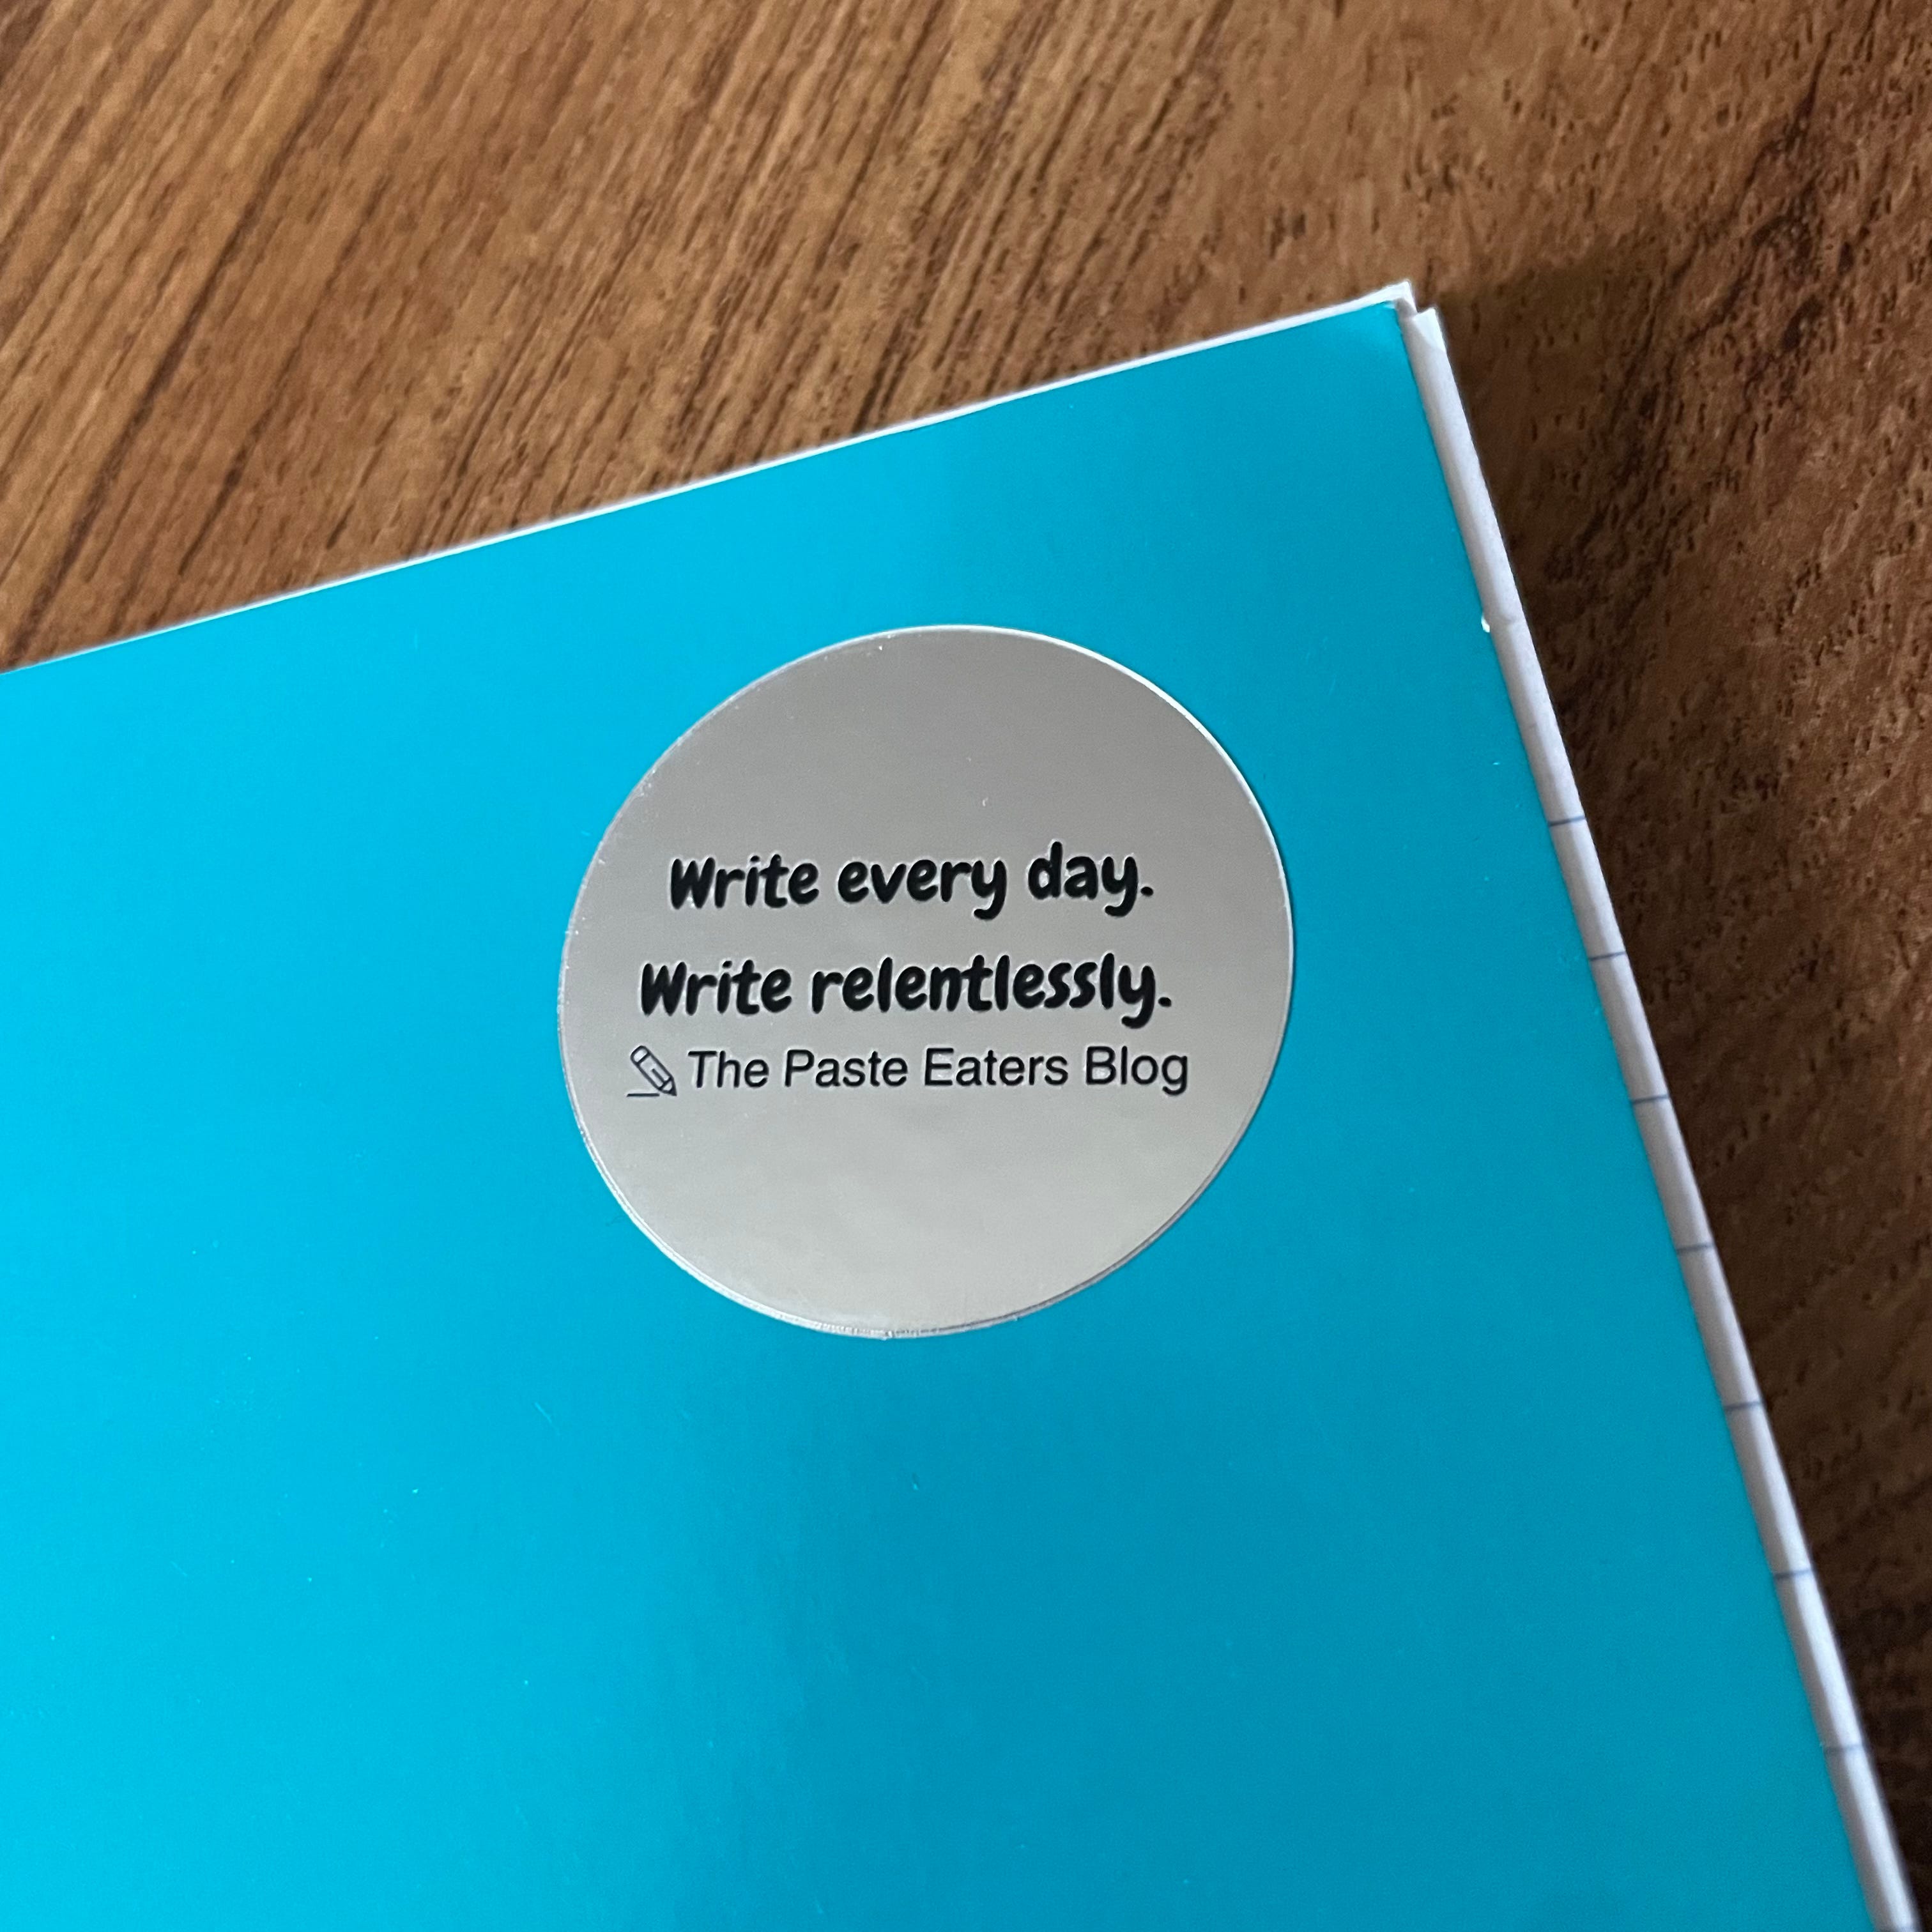 Write every day.
Write relentlessly.
The Paste Eaters Blog